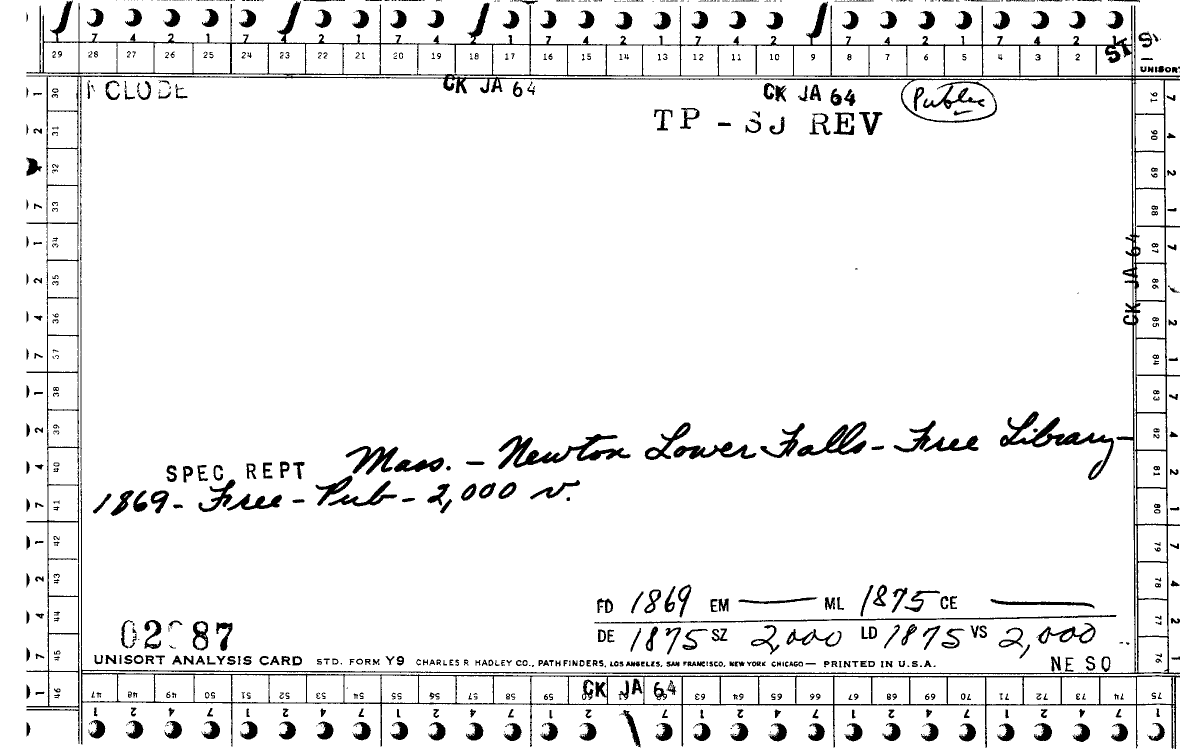 7 4 2 1 7 4 2 1 7 4 2 1 7 4 2 1 7 4 2 1 7 4 2 1 7 4 2
29 28 27 26 25 24 23 22 21 20 19 18 17 16 15 14 13 12 11 10 9 8 7 6 5 4 3 2 SK
UNISORT
CLUDE CK JA 64 CK JA 64 Public
TP - SJ REV
30 31 32 33 34 35 36 37 38 39 40 41 42 43 44 45 46
91 90 89 88 87 86 85 84 83 82 81 80 79 78 77 76 75
CK JA 64
SPEC REPT Mass. - Newton Lower Falls - Free Library -
1869 - Free - Pub - 2,000 v.
FD 1869 EM — ML 1875 CE —
DE 1875 SZ 2,000 LD 1875 VS 2,000
87
UNISORT ANALYSIS CARD STD. FORM Y9 CHARLES R HADLEY CO., PATHFINDERS, LOS ANGELES, SAN FRANCISCO, NEW YORK CHICAGO — PRINTED IN U.S.A. NE SO
CK JA 64
47 48 49 50 51 52 53 54 55 56 57 58 59 60 62 63 64 65 66 67 68 69 70 71 72 73 74 75
1 2 4 7 1 2 4 7 1 2 4 7 1 2 7 1 2 4 7 1 2 4 7 1 2 4 7 1